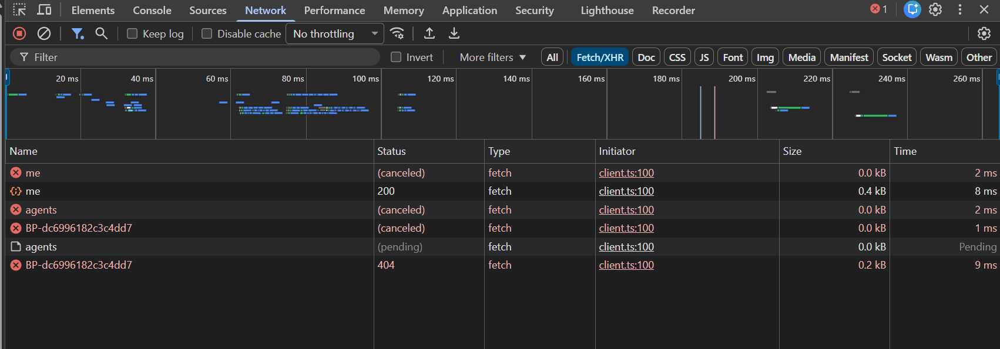 Elements Console Sources Network Performance Memory Application Security Lighthouse Recorder 1
Keep log Disable cache No throttling
Filter Invert More filters All Fetch/XHR Doc CSS JS Font Img Media Manifest Socket Wasm Other
20 ms 40 ms 60 ms 80 ms 100 ms 120 ms 140 ms 160 ms 180 ms 200 ms 220 ms 240 ms 260 ms
Name Status Type Initiator Size Time
me (canceled) fetch client.ts:100 0.0 kB 2 ms
me 200 fetch client.ts:100 0.4 kB 8 ms
agents (canceled) fetch client.ts:100 0.0 kB 2 ms
BP-dc6996182c3c4dd7 (canceled) fetch client.ts:100 0.0 kB 1 ms
agents (pending) fetch client.ts:100 0.0 kB Pending
BP-dc6996182c3c4dd7 404 fetch client.ts:100 0.2 kB 9 ms